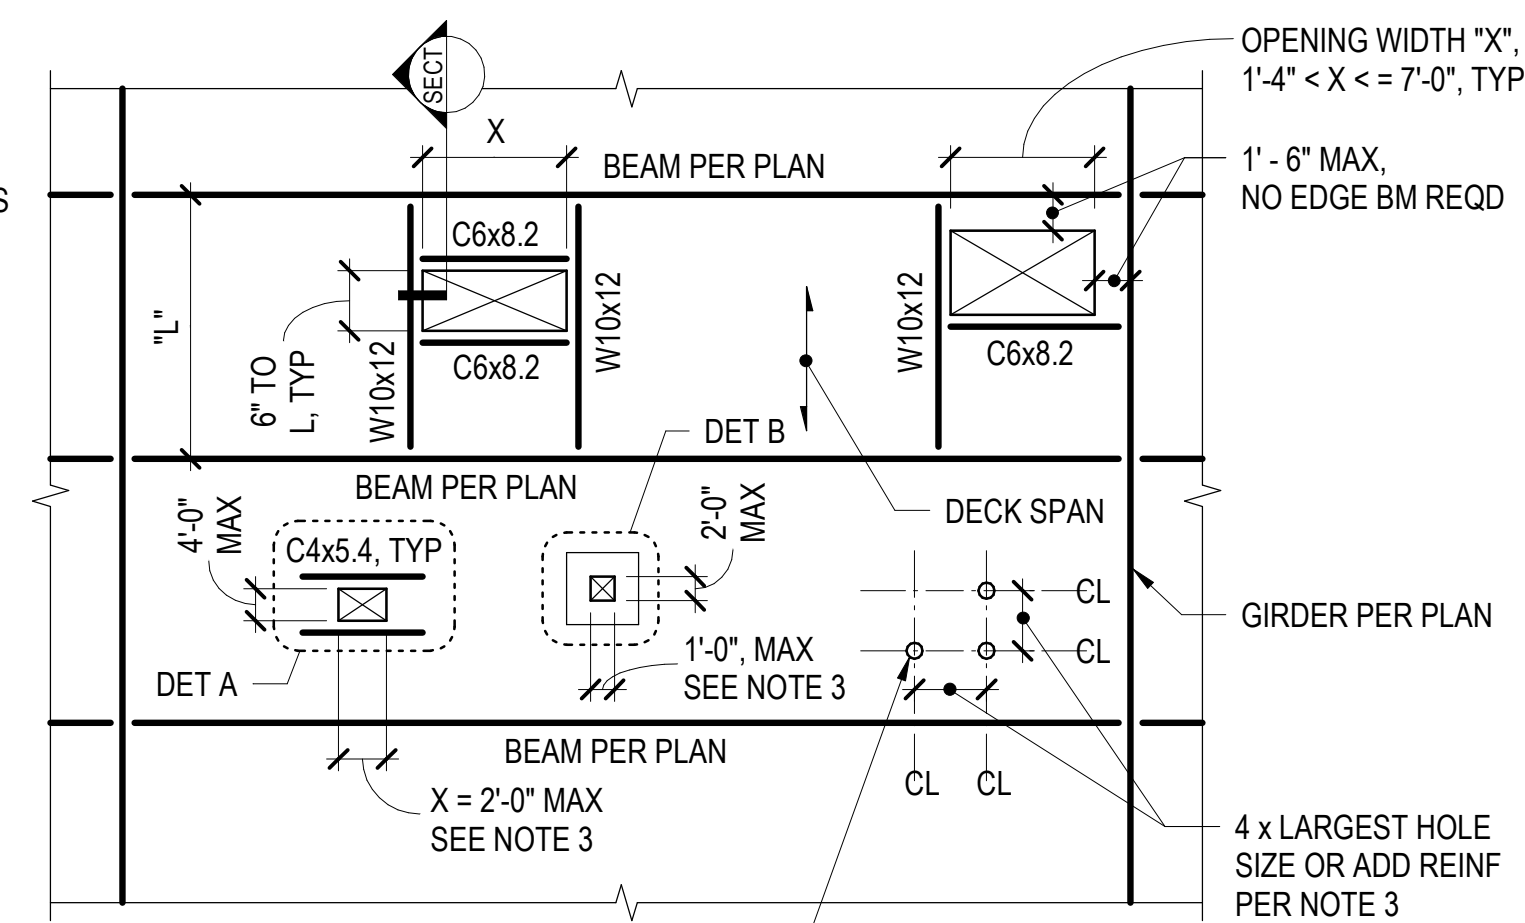 OPENING WIDTH "X",
1'-4" < X < = 7'-0", TYP
SECT
X
BEAM PER PLAN
1' - 6" MAX,
NO EDGE BM REQD
S
C6x8.2
"L"
6" TO
L, TYP
W10x12
C6x8.2
W10x12
W10x12
C6x8.2
DET B
BEAM PER PLAN
DECK SPAN
4'-0"
MAX
C4x5.4, TYP
2'-0"
MAX
CL
CL
GIRDER PER PLAN
DET A
1'-0", MAX
SEE NOTE 3
BEAM PER PLAN
CL
CL
X = 2'-0" MAX
SEE NOTE 3
4 x LARGEST HOLE
SIZE OR ADD REINF
PER NOTE 3